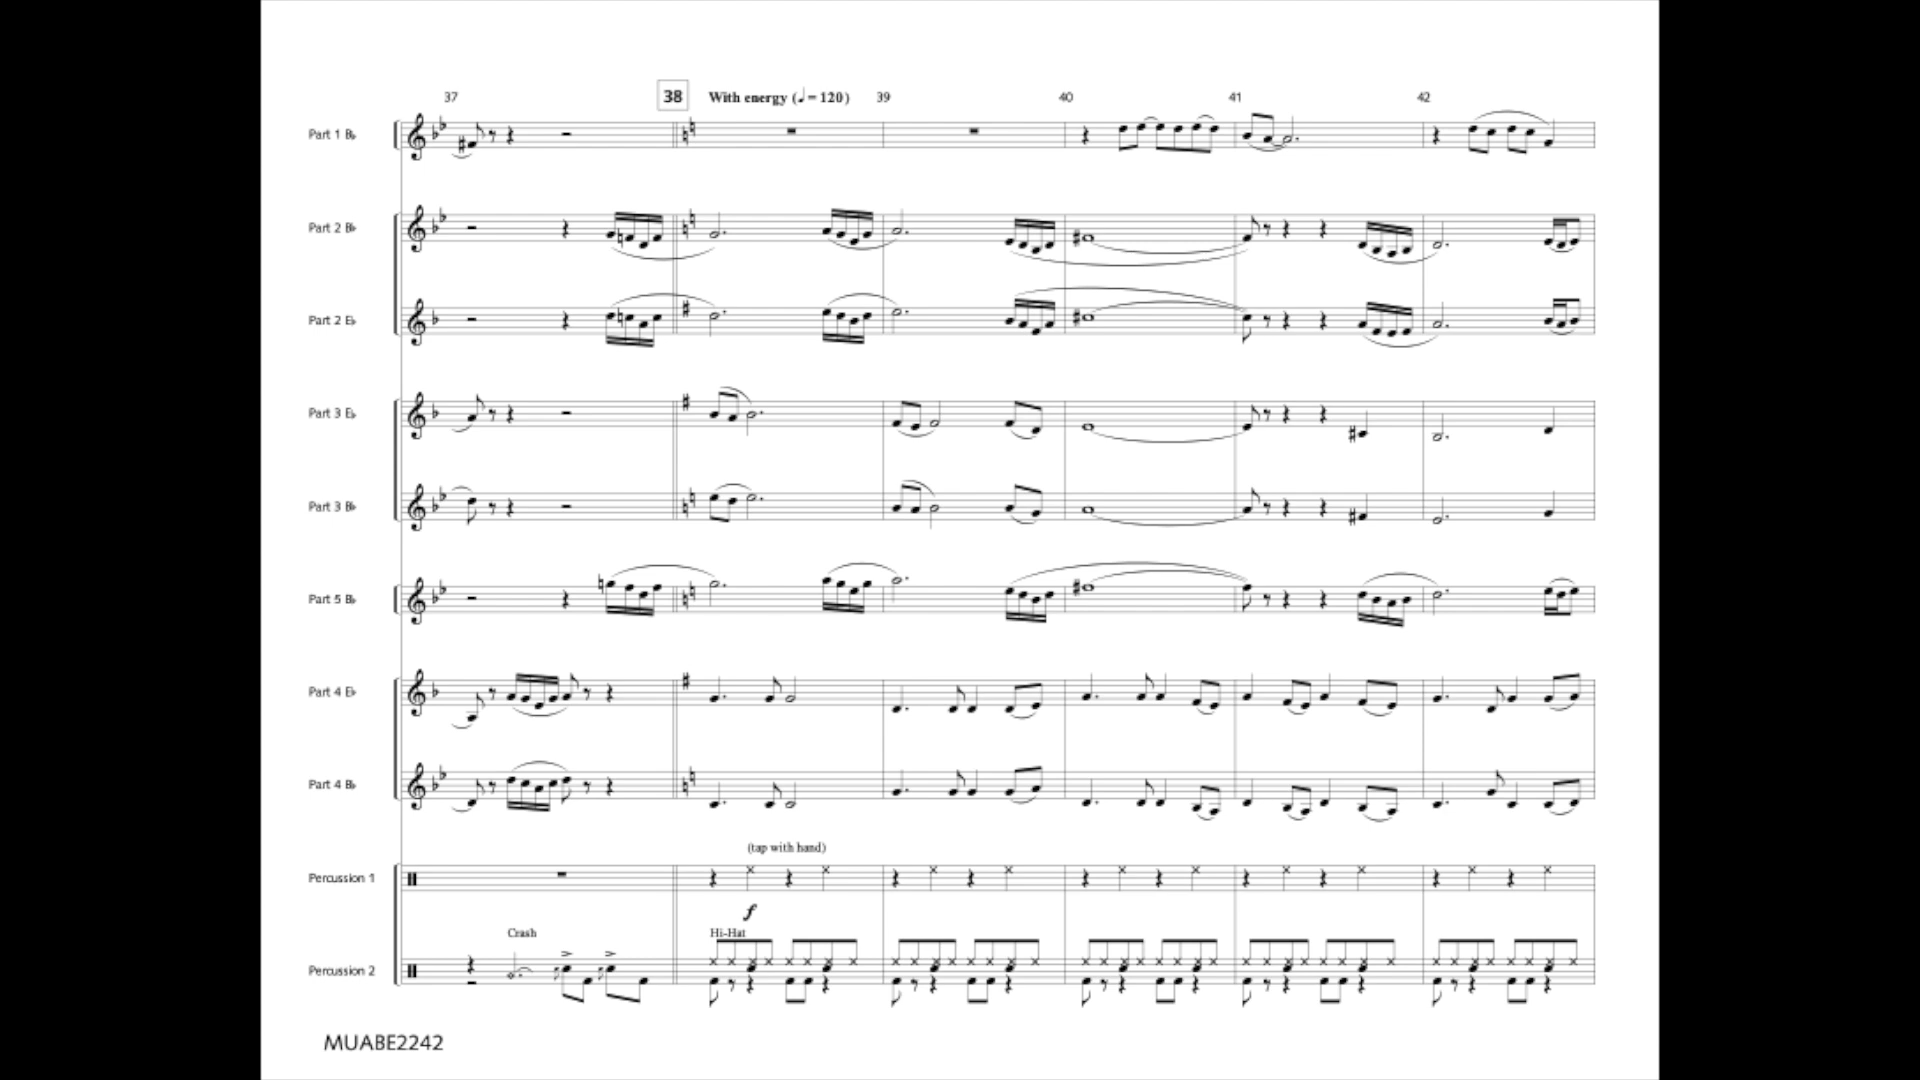 37 38 With energy (♩ = 120) 39 40 41 42
Part 1 B♭
Part 2 B♭
Part 2 E♭
Part 3 E♭
Part 3 B♭
Part 5 B♭
Part 4 E♭
Part 4 B♭
(tap with hand)
Percussion 1
f
Crash Hi-Hat
Percussion 2
MUABE2242